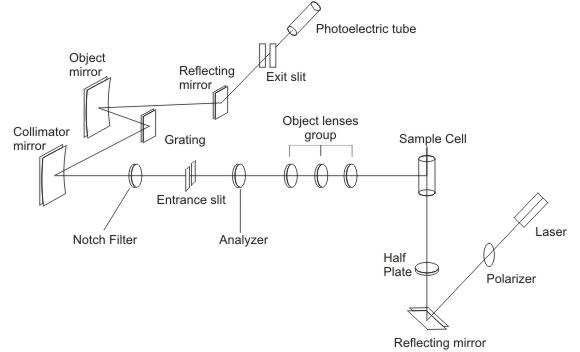 Photoelectric tube
Object
mirror
Reflecting
mirror
Exit slit
Collimator
mirror
Grating
Object lenses
group
Sample Cell
Entrance slit
Notch Filter
Analyzer
Half
Plate
Laser
Polarizer
Reflecting mirror